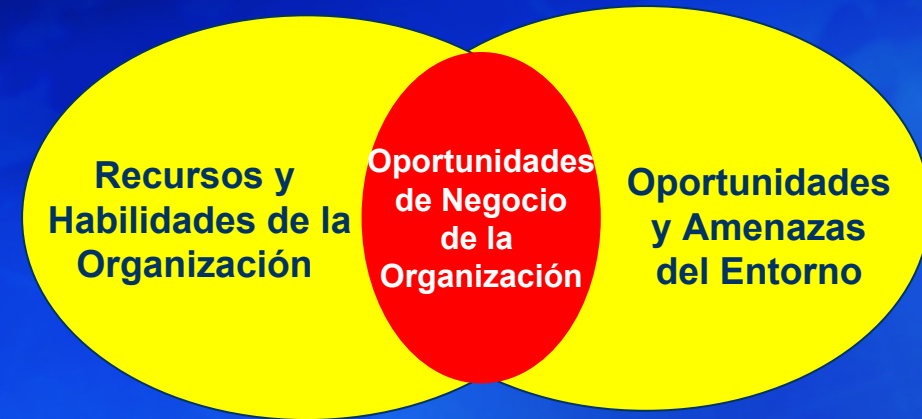 Recursos y
Habilidades de la
Organización
Oportunidades
de Negocio
de la
Organización
Oportunidades
y Amenazas
del Entorno